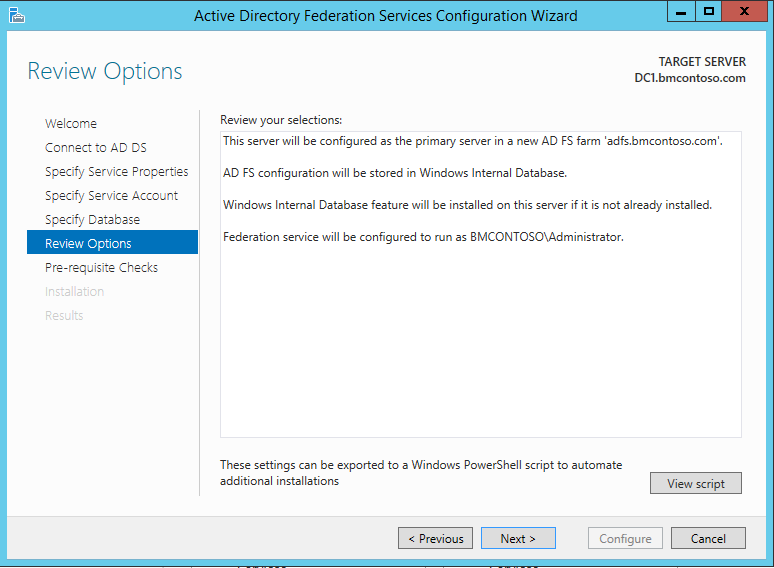 Active Directory Federation Services Configuration Wizard
Review Options
TARGET SERVER
DC1.bmcontoso.com
Welcome
Connect to AD DS
Specify Service Properties
Specify Service Account
Specify Database
Review Options
Pre-requisite Checks
Installation
Results
Review your selections:
This server will be configured as the primary server in a new AD FS farm 'adfs.bmcontoso.com'.
AD FS configuration will be stored in Windows Internal Database.
Windows Internal Database feature will be installed on this server if it is not already installed.
Federation service will be configured to run as BMCONTOSO\Administrator.
These settings can be exported to a Windows PowerShell script to automate
additional installations
View script
< Previous
Next >
Configure
Cancel